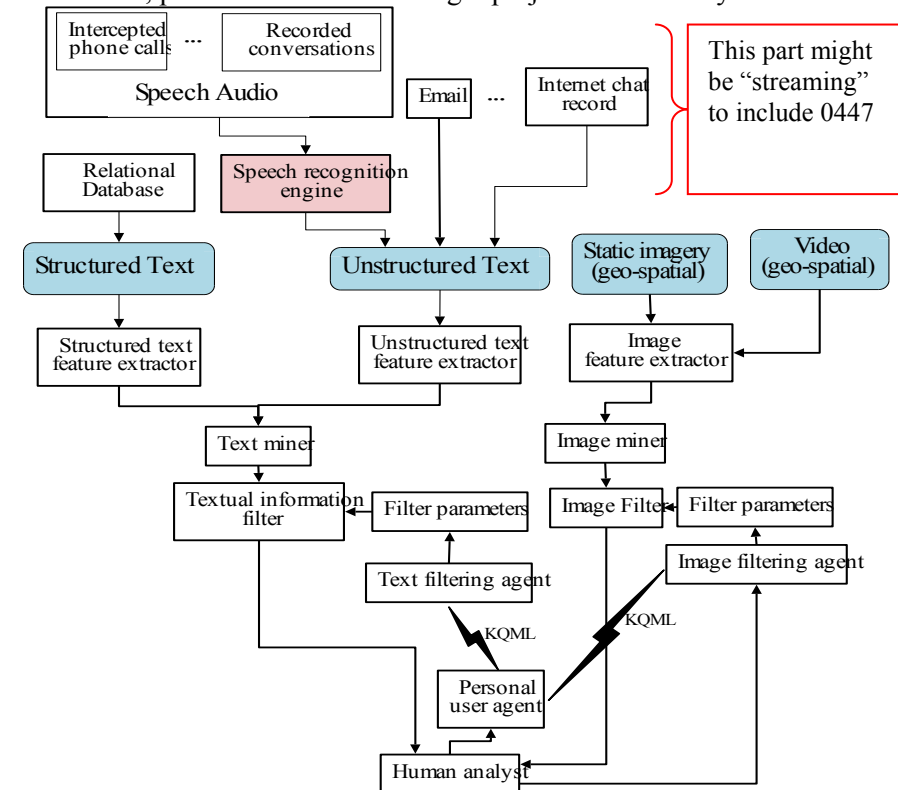 Intercepted
phone calls
...
Recorded
conversations
Speech Audio
Email
...
Internet chat
record
This part might
be “streaming”
to include 0447
Relational
Database
Speech recognition
engine
Structured Text
Unstructured Text
Static imagery
(geo-spatial)
Video
(geo-spatial)
Structured text
feature extractor
Unstructured text
feature extractor
Image
feature extractor
Text miner
Image miner
Textual information
filter
Filter parameters
Image Filter
Filter parameters
Text filtering agent
Image filtering agent
KQML
KQML
Personal
user agent
Human analyst